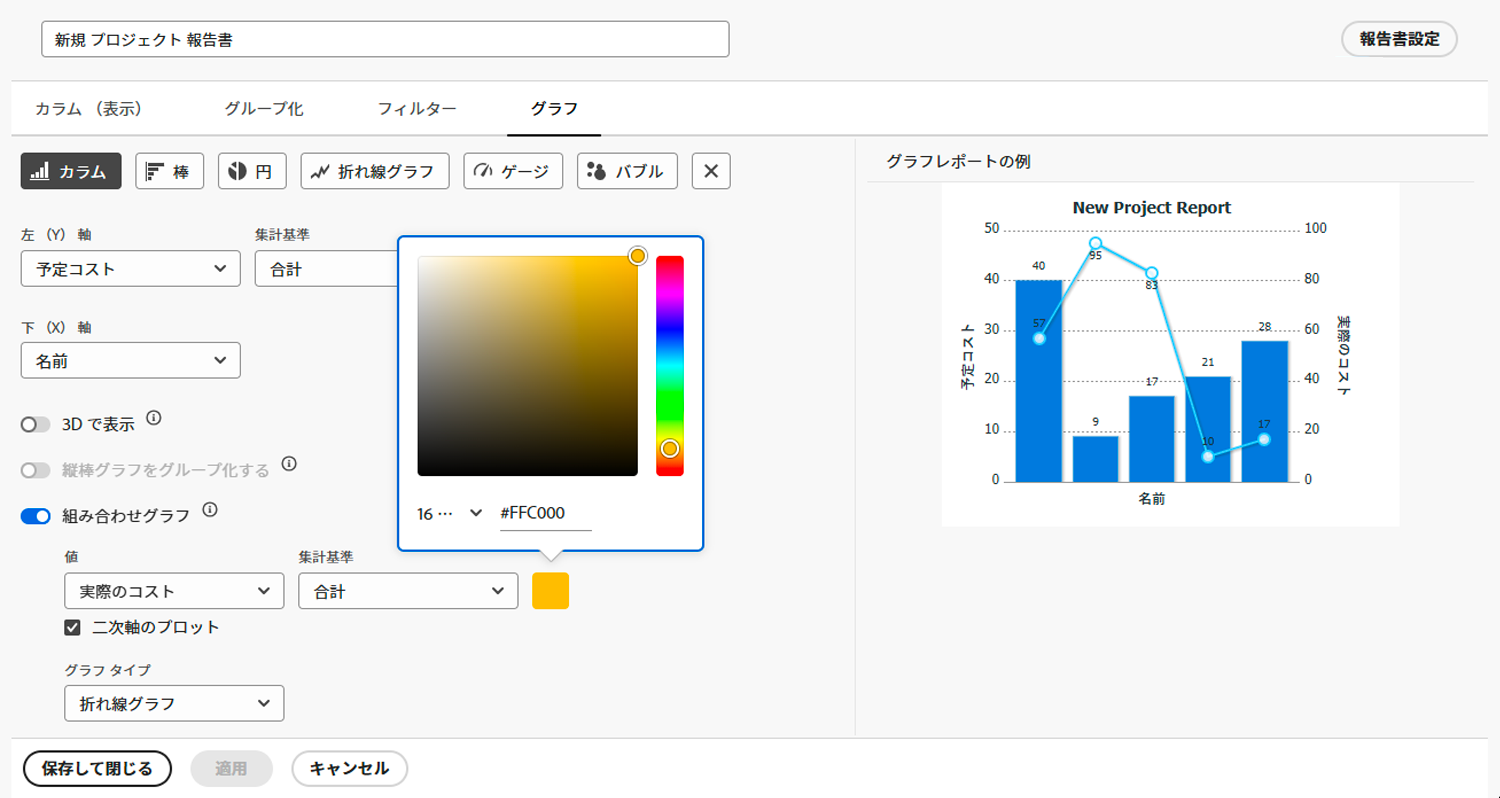 新規 プロジェクト 報告書
報告書設定
カラム （表示） グループ化 フィルター グラフ
カラム 棒 円 折れ線グラフ ゲージ バブル
左 （Y） 軸 集計基準
予定コスト 合計
下 （X） 軸
名前
3D で表示
縦棒グラフをグループ化する
組み合わせグラフ
16 ··· #FFC000
値 集計基準
実際のコスト 合計
二次軸のプロット
グラフ タイプ
折れ線グラフ
保存して閉じる 適用 キャンセル
グラフレポートの例
New Project Report
50 100
95
40 40 80
83
57
30 28 60
予定コスト 実際のコスト
21
20 17 40
10 9 10 17 20
0 0
名前